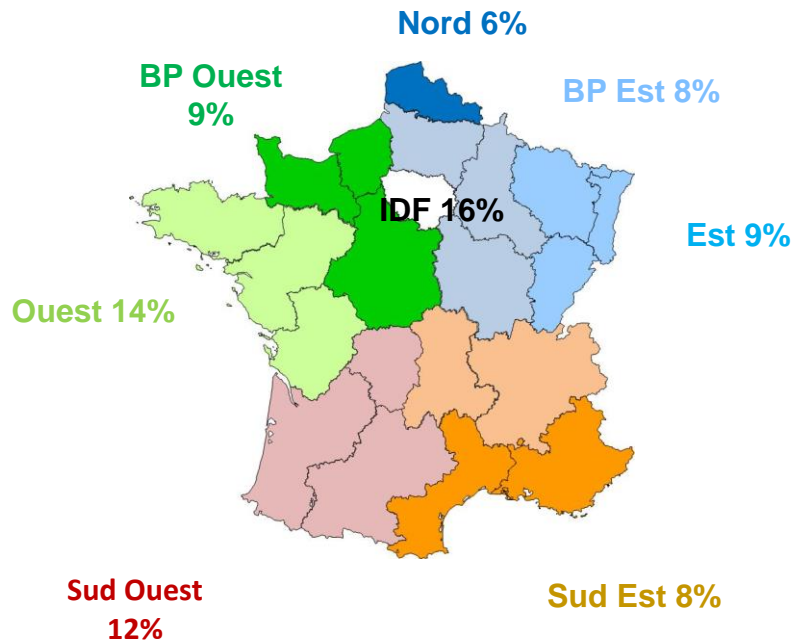 Nord 6%
BP Ouest
9%
BP Est 8%
IDF 16%
Est 9%
Ouest 14%
Sud Ouest
12%
Sud Est 8%